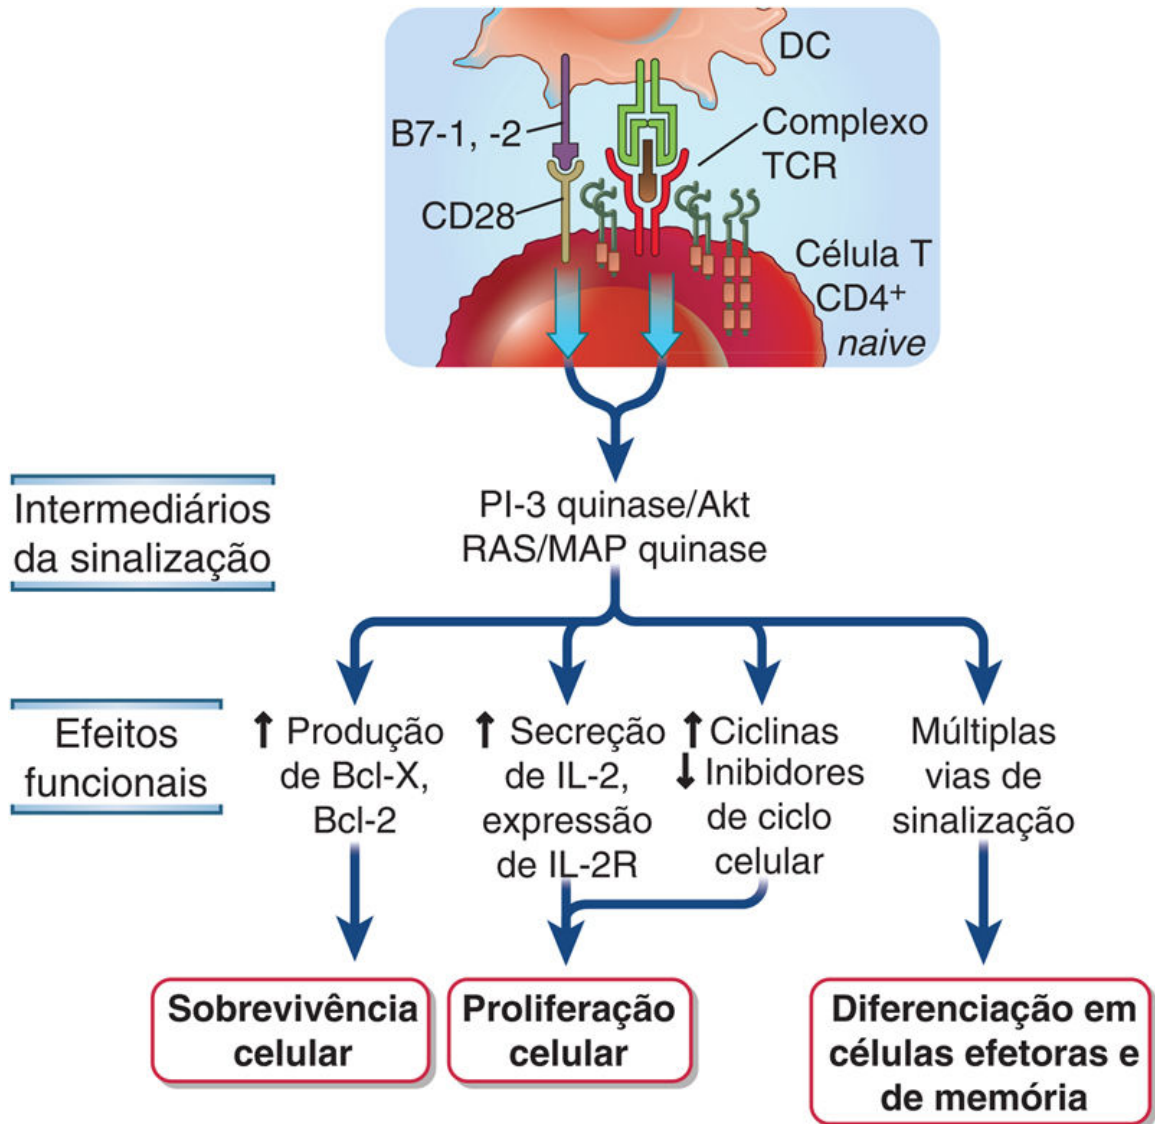 DC
B7-1, -2
Complexo
TCR
CD28
Célula T
CD4+
naive
Intermediários
da sinalização
PI-3 quinase/Akt
RAS/MAP quinase
Efeitos
funcionais
↑ Produção
de Bcl-X,
Bcl-2
↑ Secreção
de IL-2,
expressão
de IL-2R
↑ Ciclinas
↓ Inibidores
de ciclo
celular
Múltiplas
vias de
sinalização
Sobrevivência
celular
Proliferação
celular
Diferenciação em
células efetoras e
de memória